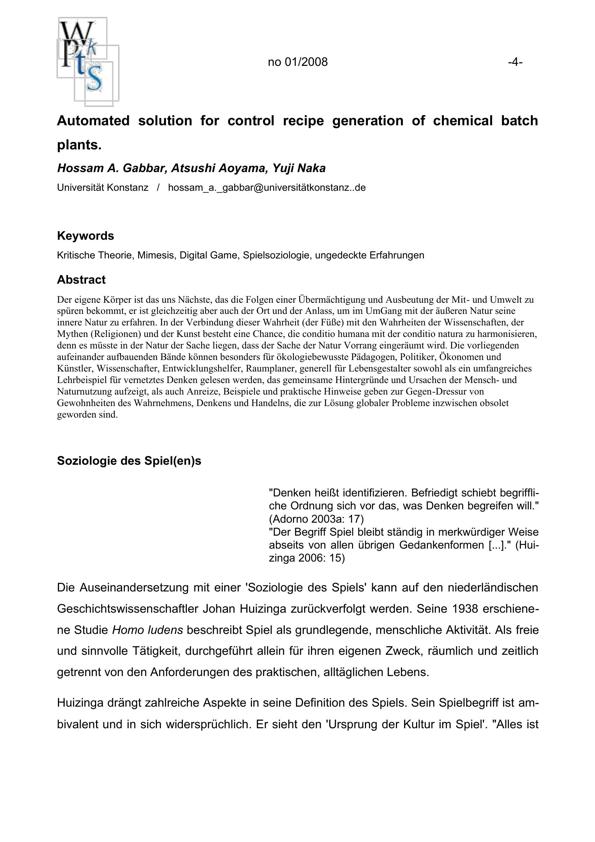 W
P k
t s
S
no 01/2008 -4-
Automated solution for control recipe generation of chemical batch
plants.
Hossam A. Gabbar, Atsushi Aoyama, Yuji Naka
Universität Konstanz / hossam_a._gabbar@universitätkonstanz..de
Keywords
Kritische Theorie, Mimesis, Digital Game, Spielsoziologie, ungedeckte Erfahrungen
Abstract
Der eigene Körper ist das uns Nächste, das die Folgen einer Übermächtigung und Ausbeutung der Mit- und Umwelt zu
spüren bekommt, er ist gleichzeitig aber auch der Ort und der Anlass, um im UmGang mit der äußeren Natur seine
innere Natur zu erfahren. In der Verbindung dieser Wahrheit (der Füße) mit den Wahrheiten der Wissenschaften, der
Mythen (Religionen) und der Kunst besteht eine Chance, die conditio humana mit der conditio natura zu harmonisieren,
denn es müsste in der Natur der Sache liegen, dass der Sache der Natur Vorrang eingeräumt wird. Die vorliegenden
aufeinander aufbauenden Bände können besonders für ökologiebewusste Pädagogen, Politiker, Ökonomen und
Künstler, Wissenschafter, Entwicklungshelfer, Raumplaner, generell für Lebensgestalter sowohl als ein umfangreiches
Lehrbeispiel für vernetztes Denken gelesen werden, das gemeinsame Hintergründe und Ursachen der Mensch- und
Naturnutzung aufzeigt, als auch Anreize, Beispiele und praktische Hinweise geben zur Gegen-Dressur von
Gewohnheiten des Wahrnehmens, Denkens und Handelns, die zur Lösung globaler Probleme inzwischen obsolet
geworden sind.
Soziologie des Spiel(en)s
"Denken heißt identifizieren. Befriedigt schiebt begriffli-
che Ordnung sich vor das, was Denken begreifen will."
(Adorno 2003a: 17)
"Der Begriff Spiel bleibt ständig in merkwürdiger Weise
abseits von allen übrigen Gedankenformen [...]." (Hui-
zinga 2006: 15)
Die Auseinandersetzung mit einer 'Soziologie des Spiels' kann auf den niederländischen
Geschichtswissenschaftler Johan Huizinga zurückverfolgt werden. Seine 1938 erschiene-
ne Studie Homo ludens beschreibt Spiel als grundlegende, menschliche Aktivität. Als freie
und sinnvolle Tätigkeit, durchgeführt allein für ihren eigenen Zweck, räumlich und zeitlich
getrennt von den Anforderungen des praktischen, alltäglichen Lebens.
Huizinga drängt zahlreiche Aspekte in seine Definition des Spiels. Sein Spielbegriff ist am-
bivalent und in sich widersprüchlich. Er sieht den 'Ursprung der Kultur im Spiel'. "Alles ist